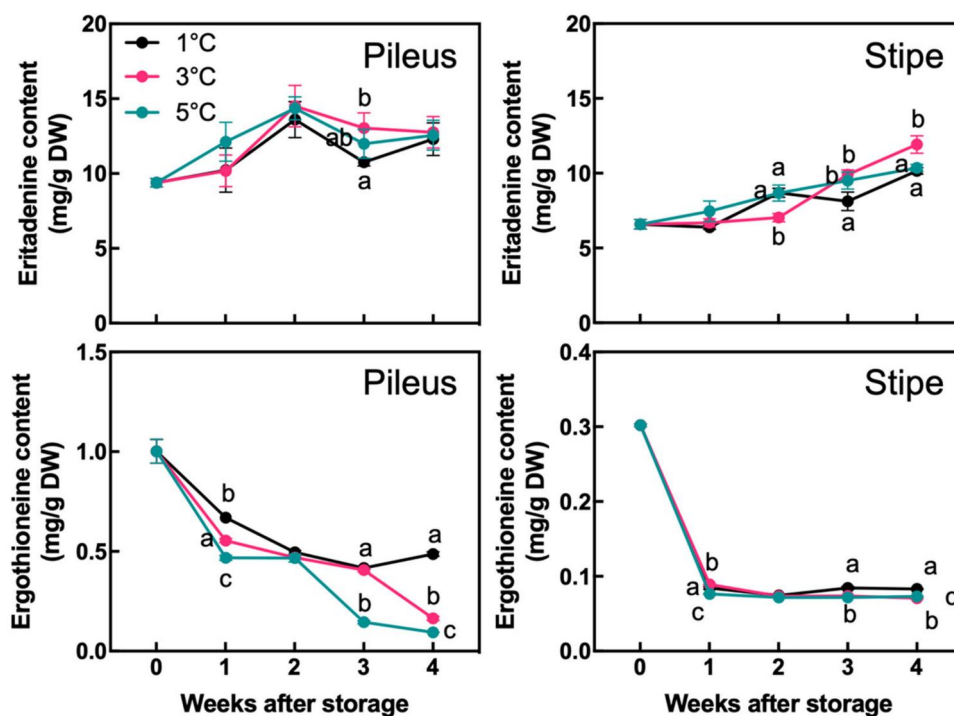 Eritadenine content
(mg/g DW)
20
15
10
5
0
1°C
3°C
5°C
Pileus
b
ab
a
Eritadenine content
(mg/g DW)
20
15
10
5
0
Stipe
a
a
b
b
b
a
b
a
a
Ergothioneine content
(mg/g DW)
1.5
1.0
0.5
0.0
Pileus
b
a
c
a
b
a
b
c
0 1 2 3 4
Weeks after storage
Ergothioneine content
(mg/g DW)
0.4
0.3
0.2
0.1
0.0
Stipe
b
a
c
a
b
a
c
b
0 1 2 3 4
Weeks after storage